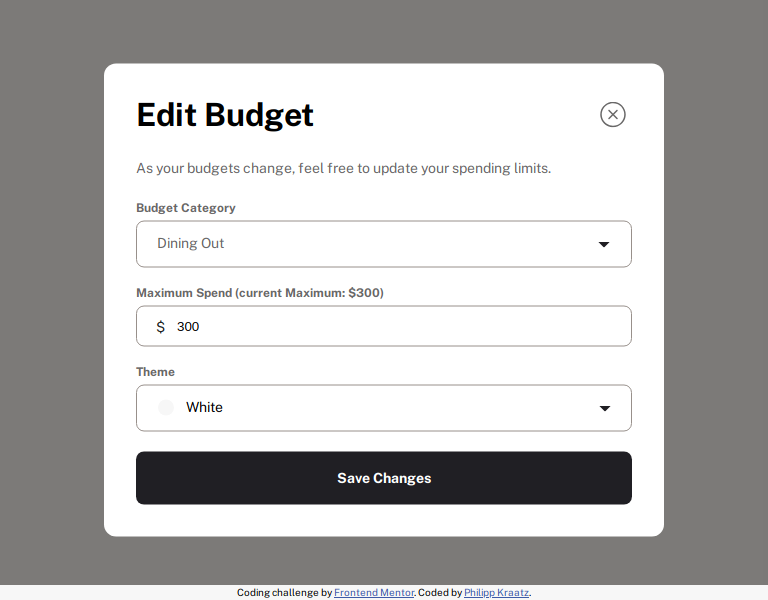 Edit Budget
As your budgets change, feel free to update your spending limits.
Budget Category
Dining Out
Maximum Spend (current Maximum: $300)
$ 300
Theme
White
Save Changes
Coding challenge by Frontend Mentor. Coded by Philipp Kraatz.